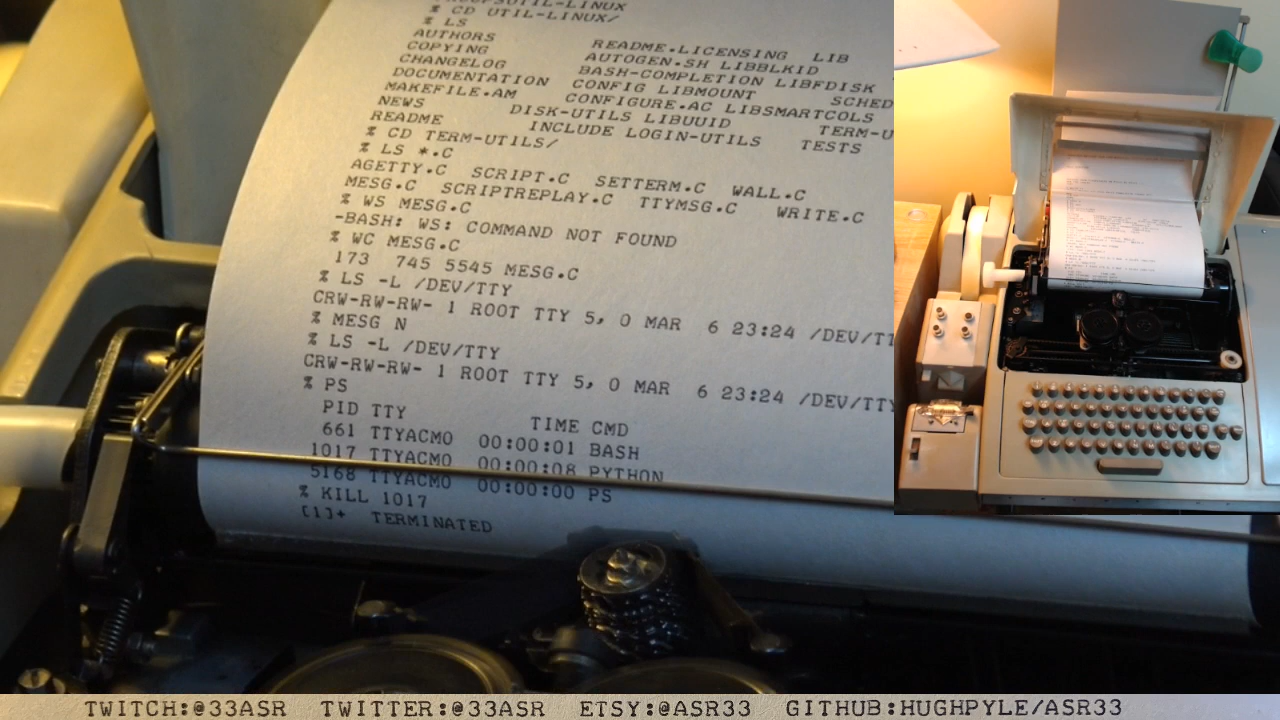 % CD UTIL-LINUX/
% LS
AUTHORS README.LICENSING LIB
COPYING AUTOGEN.SH LIBBLKID
CHANGELOG BASH-COMPLETION LIBFDISK
DOCUMENTATION CONFIG LIBMOUNT SCHED
MAKEFILE.AM CONFIGURE.AC LIBSMARTCOLS
NEWS DISK-UTILS LIBUUID TERM-U
README INCLUDE LOGIN-UTILS TESTS
% CD TERM-UTILS/
% LS *.C
AGETTY.C SCRIPT.C SETTERM.C WALL.C
MESG.C SCRIPTREPLAY.C TTYMSG.C WRITE.C
% WS MESG.C
-BASH: WS: COMMAND NOT FOUND
% WC MESG.C
173 745 5545 MESG.C
% LS -L /DEV/TTY
CRW-RW-RW- 1 ROOT TTY 5, 0 MAR 6 23:24 /DEV/TT
% MESG N
% LS -L /DEV/TTY
CRW-RW-RW- 1 ROOT TTY 5, 0 MAR 6 23:24 /DEV/TTY
% PS
PID TTY TIME CMD
661 TTYACM0 00:00:01 BASH
1017 TTYACM0 00:00:08 PYTHON
5168 TTYACM0 00:00:00 PS
% KILL 1017
[1]+ TERMINATED
TWITCH:@33ASR TWITTER:@33ASR ETSY:@ASR33 GITHUB:HUGHPYLE/ASR33